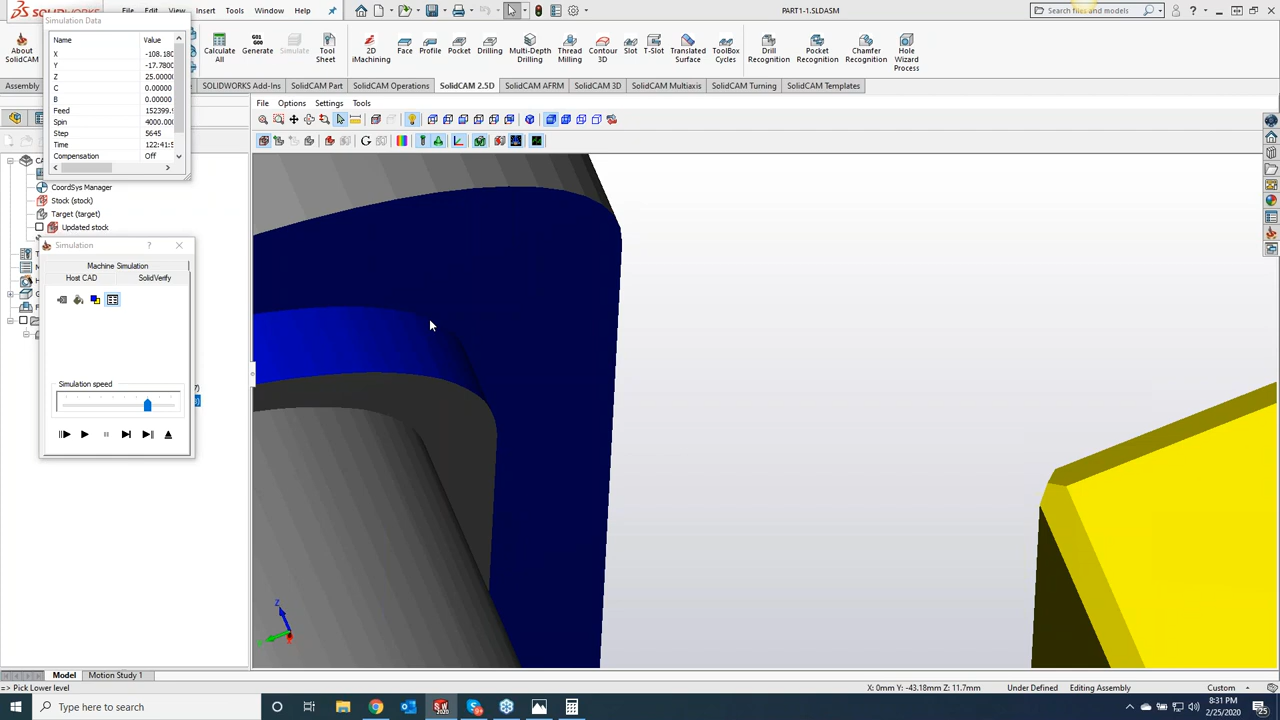 SOLIDWORKS
File
Edit
View
Insert
Tools
Window
Help
PART1-1.SLDASM
Search files and models
Simulation Data
Name Value
X -108.180
Y -17.7800
Z 25.0000
C 0.00000
B 0.00000
Feed 152399.
Spin 4000.00
Step 5645
Time 122:41:5
Compensation Off
About SolidCAM
Calculate All
Generate
Simulate
Tool Sheet
2D iMachining
Face
Profile
Pocket
Drilling
Multi-Depth Drilling
Thread Milling
Contour 3D
Slot
T-Slot
Translated Surface
ToolBox Cycles
Drill Recognition
Pocket Recognition
Chamfer Recognition
Hole Wizard Process
Assembly
SOLIDWORKS Add-Ins
SolidCAM Part
SolidCAM Operations
SolidCAM 2.5D
SolidCAM AFRM
SolidCAM 3D
SolidCAM Multiaxis
SolidCAM Turning
SolidCAM Templates
File Options Settings Tools
CoordSys Manager
Stock (stock)
Target (target)
Updated stock
Simulation
Machine Simulation
Host CAD SolidVerify
Simulation speed
Z
Model Motion Study 1
=> Pick Lower level
X: 0mm Y: -43.18mm Z: 11.7mm
Under Defined
Editing Assembly
Custom
Type here to search
8:31 PM
2/25/2020